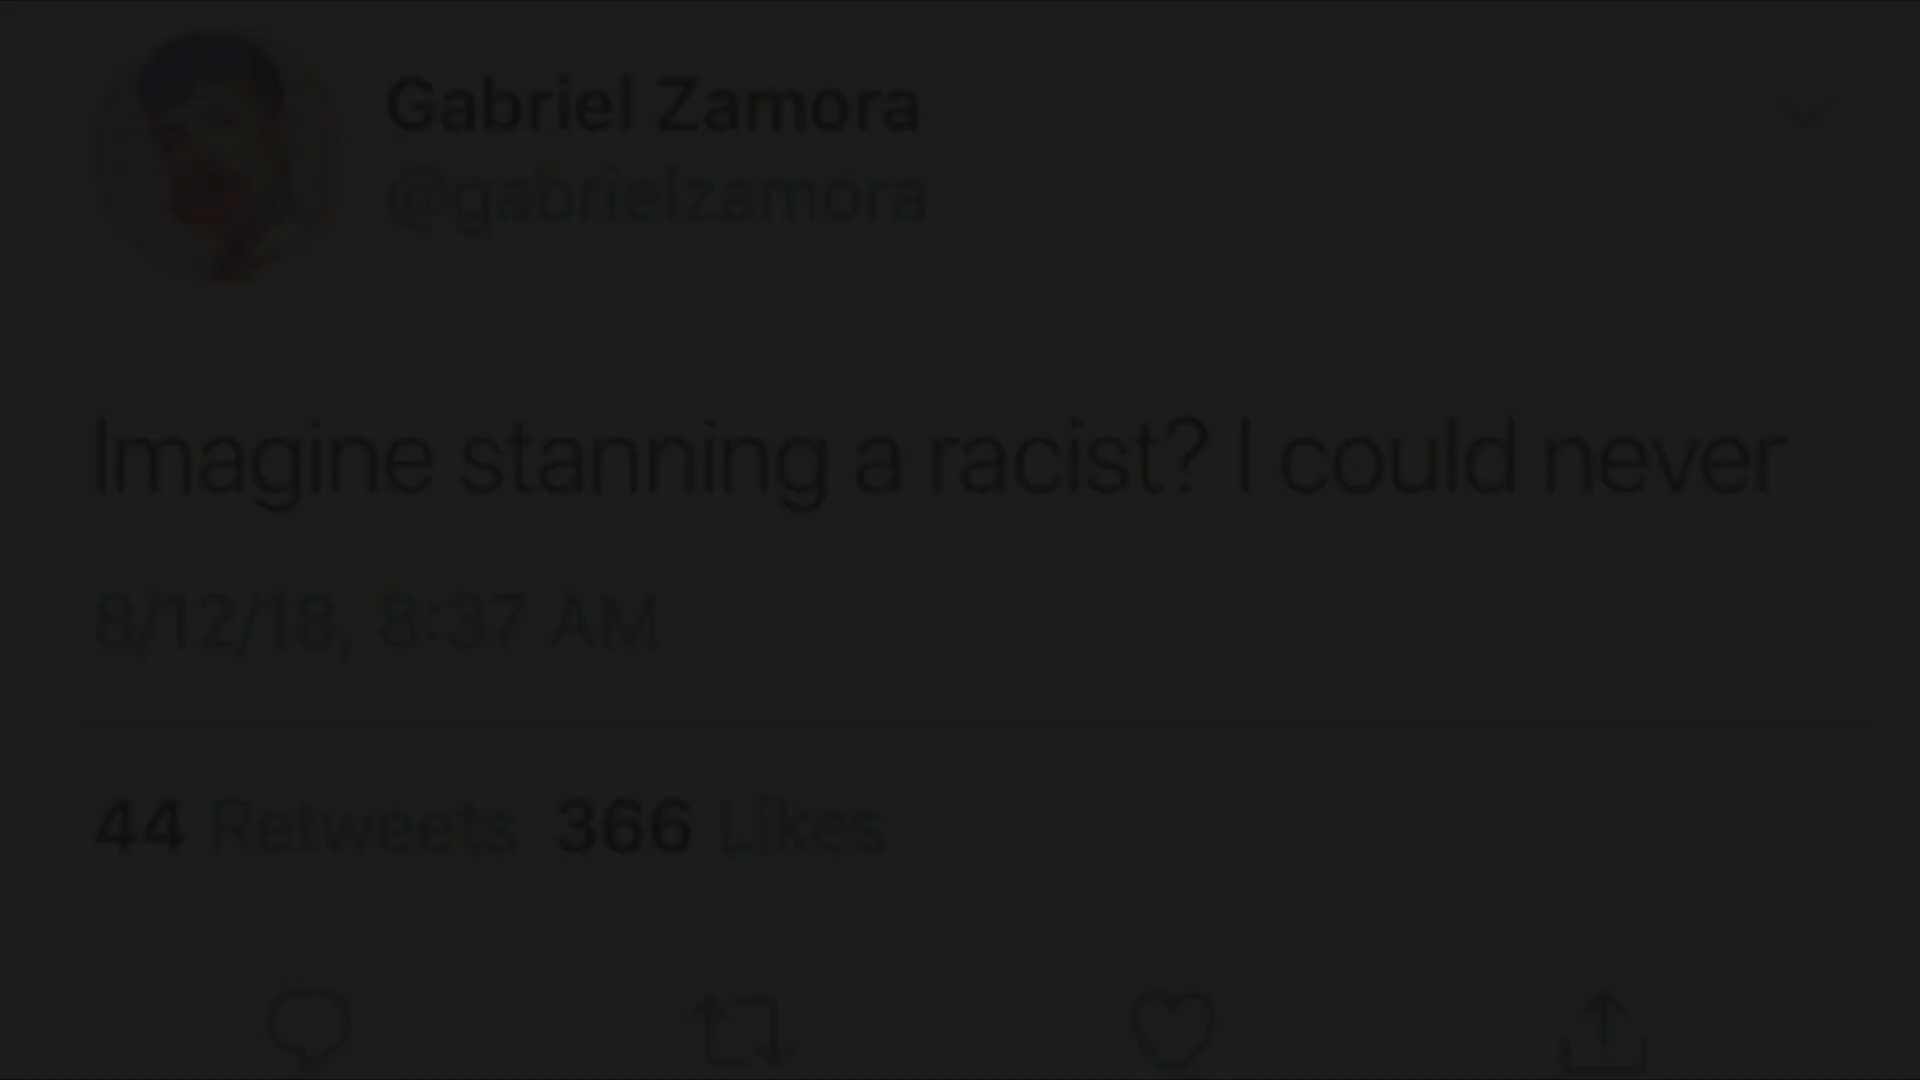 Gabriel Zamora
@gabrielzamora
Imagine stanning a racist? I could never
8/12/18, 8:37 AM
44 Retweets 366 Likes